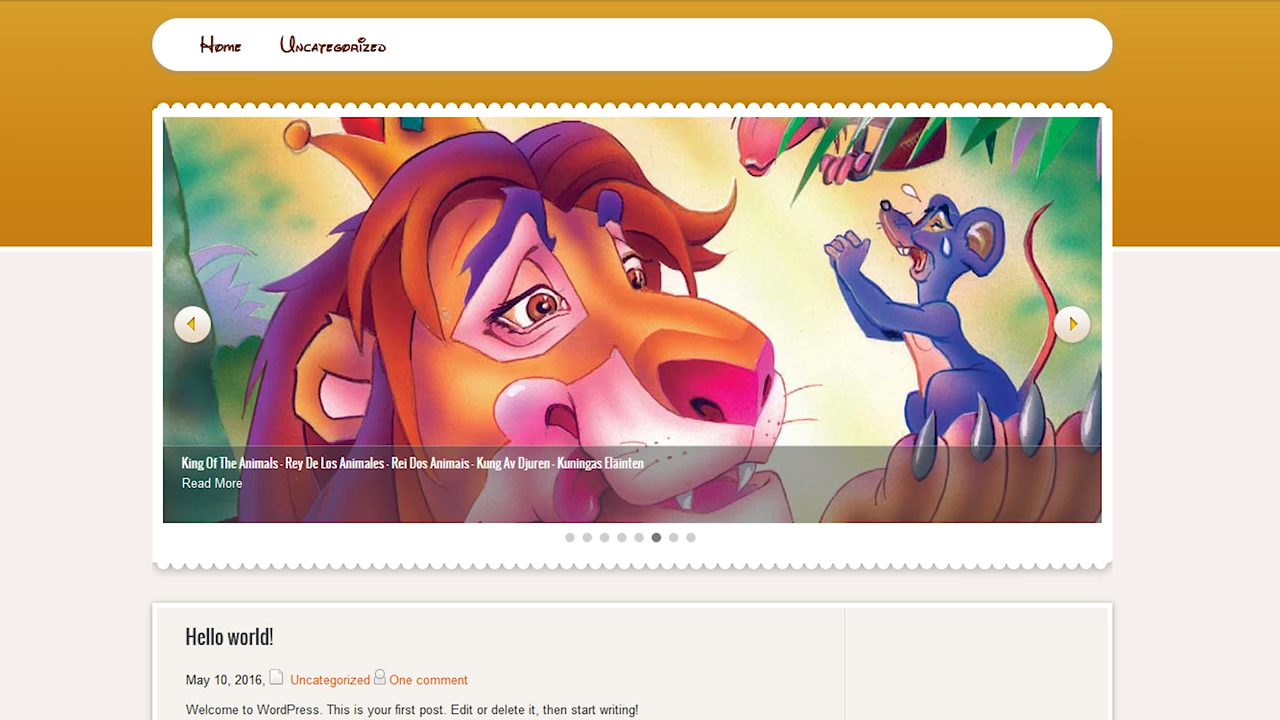 Home Uncategorized
King Of The Animals - Rey De Los Animales - Rei Dos Animais - Kung Av Djuren - Kuningas Eläinten
Read More
Hello world!
May 10, 2016, Uncategorized One comment
Welcome to WordPress. This is your first post. Edit or delete it, then start writing!